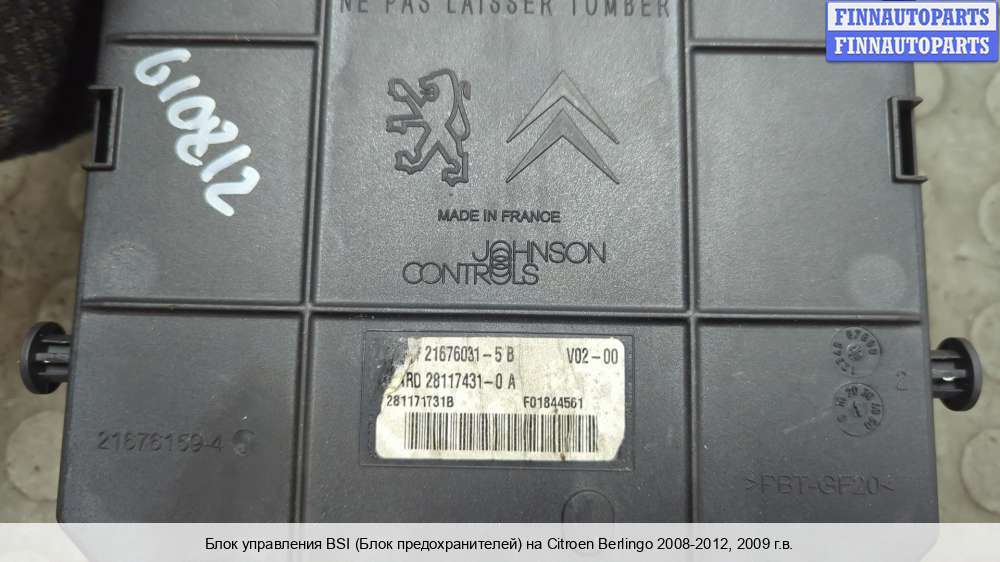 NE PAS LAISSER TOMBER
FINNAUTOPARTS
FINNAUTOPARTS
610812
MADE IN FRANCE
JOHNSON
CONTROLS
21676031-5 B V02-00
28117431-0 A
281171731B F01844561
21676159-4
>PBT-GF20<
Блок управления BSI (Блок предохранителей) на Citroen Berlingo 2008-2012, 2009 г.в.